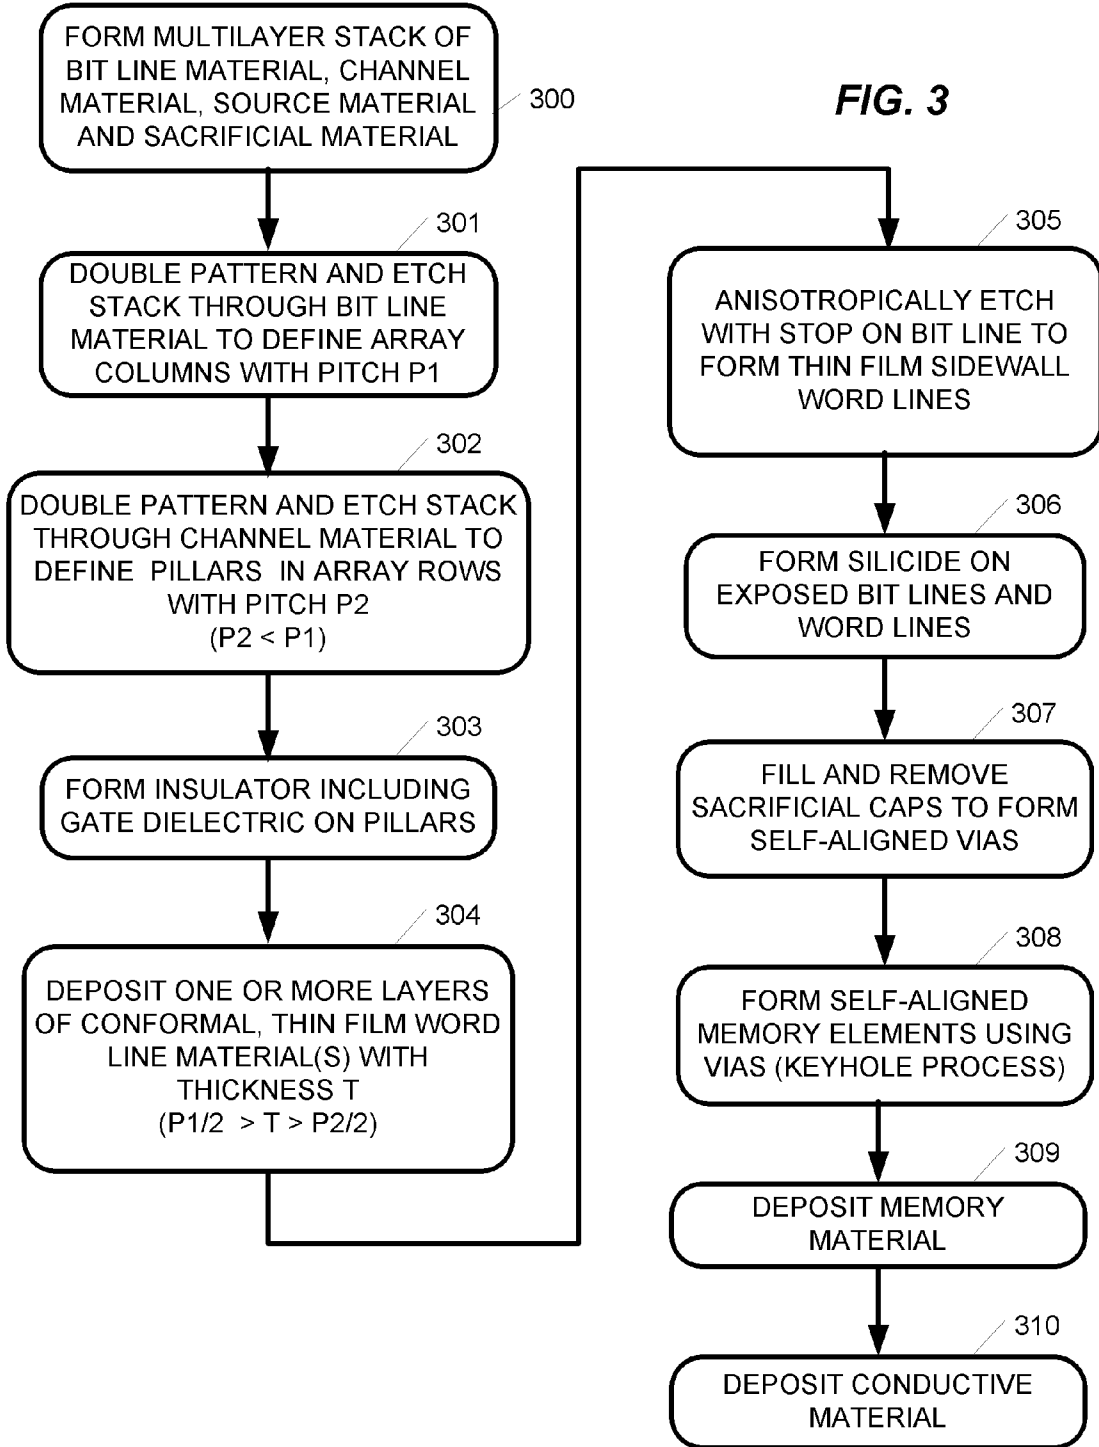 FIG. 3
FORM MULTILAYER STACK OF
BIT LINE MATERIAL, CHANNEL
MATERIAL, SOURCE MATERIAL
AND SACRIFICIAL MATERIAL
300
301
DOUBLE PATTERN AND ETCH
STACK THROUGH BIT LINE
MATERIAL TO DEFINE ARRAY
COLUMNS WITH PITCH P1
302
DOUBLE PATTERN AND ETCH STACK
THROUGH CHANNEL MATERIAL TO
DEFINE PILLARS IN ARRAY ROWS
WITH PITCH P2
(P2 < P1)
303
FORM INSULATOR INCLUDING
GATE DIELECTRIC ON PILLARS
304
DEPOSIT ONE OR MORE LAYERS
OF CONFORMAL, THIN FILM WORD
LINE MATERIAL(S) WITH
THICKNESS T
(P1/2 > T > P2/2)
305
ANISOTROPICALLY ETCH
WITH STOP ON BIT LINE TO
FORM THIN FILM SIDEWALL
WORD LINES
306
FORM SILICIDE ON
EXPOSED BIT LINES AND
WORD LINES
307
FILL AND REMOVE
SACRIFICIAL CAPS TO FORM
SELF-ALIGNED VIAS
308
FORM SELF-ALIGNED
MEMORY ELEMENTS USING
VIAS (KEYHOLE PROCESS)
309
DEPOSIT MEMORY
MATERIAL
310
DEPOSIT CONDUCTIVE
MATERIAL